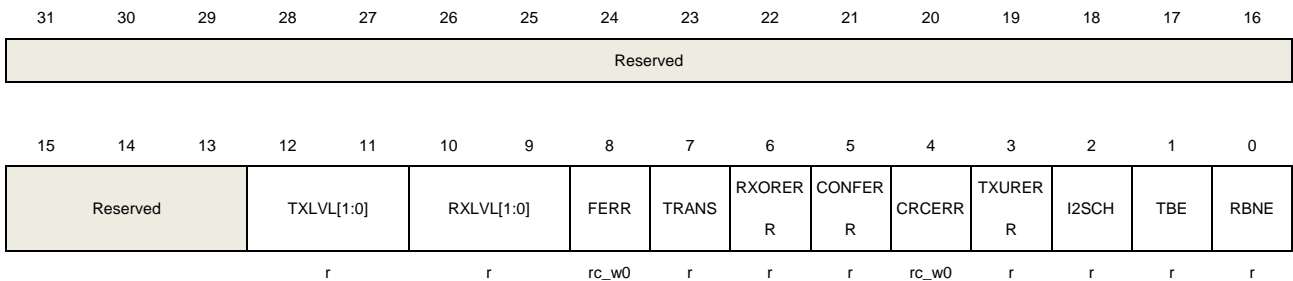 31 30 29 28 27 26 25 24 23 22 21 20 19 18 17 16
Reserved
15 14 13 12 11 10 9 8 7 6 5 4 3 2 1 0
Reserved TXLVL[1:0] RXLVL[1:0] FERR TRANS RXORER R CONFER R CRCERR TXURER R I2SCH TBE RBNE
r r rc_w0 r r r rc_w0 r r r r